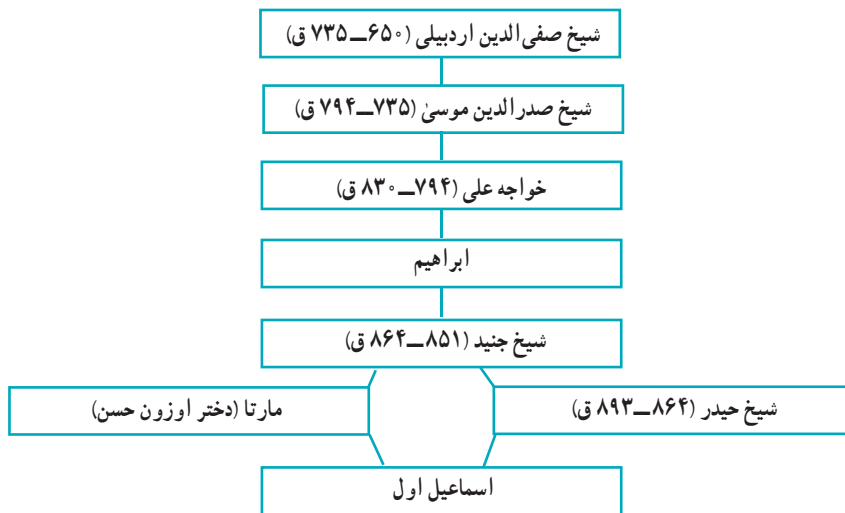 شیخ صفی‌الدین اردبیلی (۶۵۰ــ۷۳۵ ق)
شیخ صدرالدین موسیٰ (۷۳۵ــ۷۹۴ ق)
خواجه علی (۷۹۴ــ۸۳۰ ق)
ابراهیم
شیخ جنید (۸۵۱ــ۸۶۴ ق)
شیخ حیدر (۸۶۴ــ۸۹۳ ق)
مارتا (دختر اوزون حسن)
اسماعیل اول